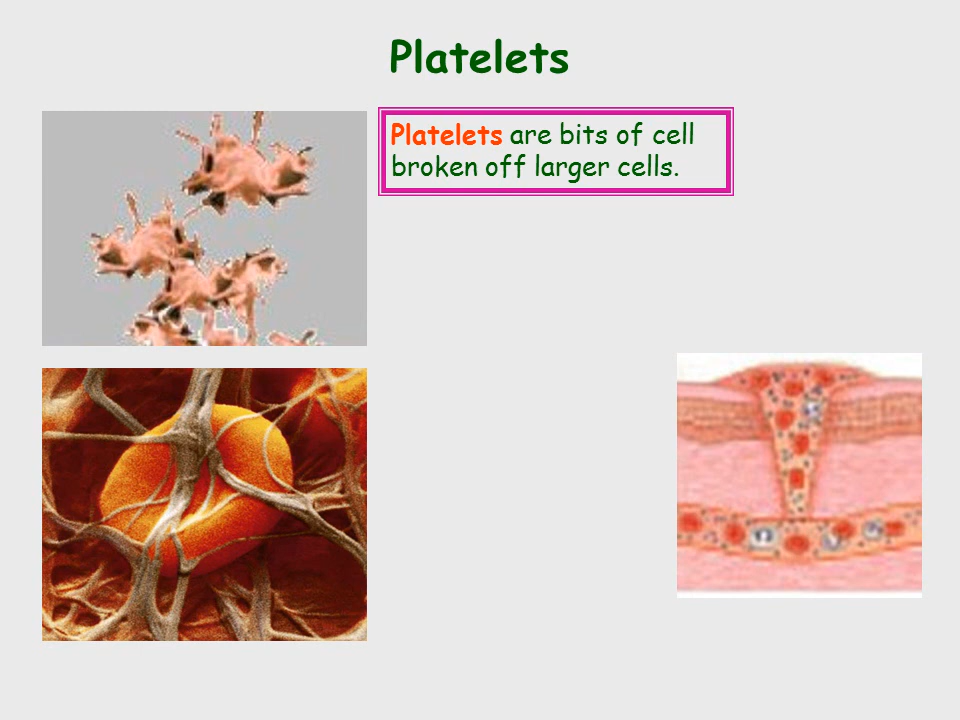 Platelets
Platelets are bits of cell
broken off larger cells.